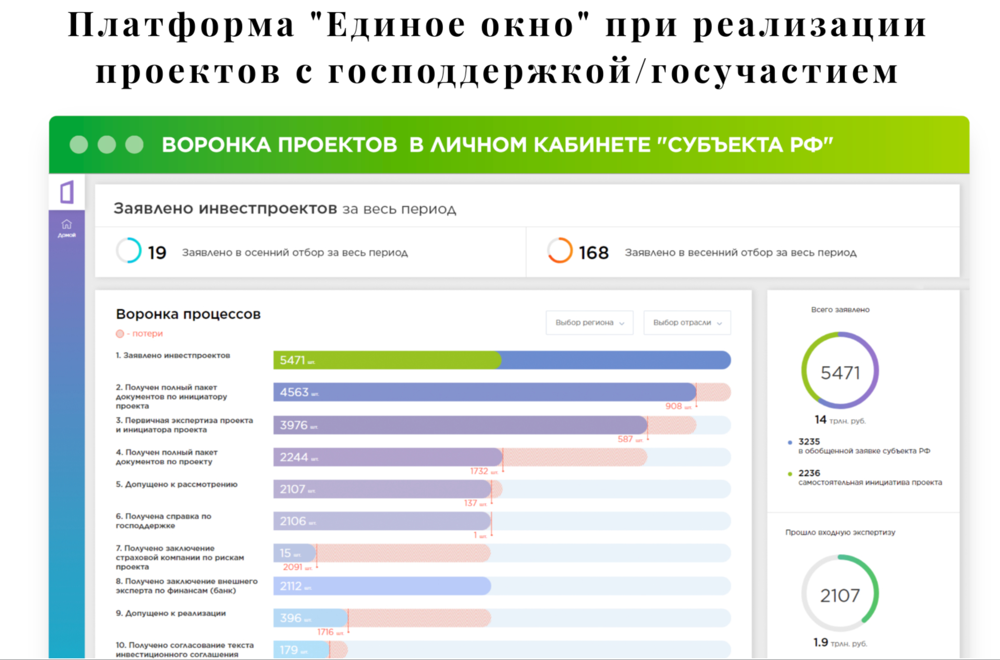 Платформа "Единое окно" при реализации
проектов с господдержкой/госучастием
ВОРОНКА ПРОЕКТОВ В ЛИЧНОМ КАБИНЕТЕ "СУБЪЕКТА РФ"
Домой
Заявлено инвестпроектов за весь период
19 Заявлено в осенний отбор за весь период
168 Заявлено в весенний отбор за весь период
Воронка процессов
- потери
Выбор региона
Выбор отрасли
1. Заявлено инвестпроектов
5471 шт.
2. Получен полный пакет
документов по инициатору
проекта
4563 шт.
908 шт.
3. Первичная экспертиза проекта
и инициатора проекта
3976 шт.
587 шт.
4. Получен полный пакет
документов по проекту
2244 шт.
1732 шт.
5. Допущено к рассмотрению
2107 шт.
137 шт.
6. Получена справка по
господдержке
2106 шт.
1 шт.
7. Получено заключение
страховой компании по рискам
проекта
15 шт.
2091 шт.
8. Получено заключение внешнего
эксперта по финансам (банк)
2112 шт.
9. Допущено к реализации
396 шт.
1716 шт.
10. Получено согласование текста
инвестиционного соглашения
179 шт.
Всего заявлено
5471
14 трлн. руб.
3235
в обобщенной заявке субъекта РФ
2236
самостоятельная инициатива проекта
Прошло входную экспертизу
2107
1.9 трлн. руб.